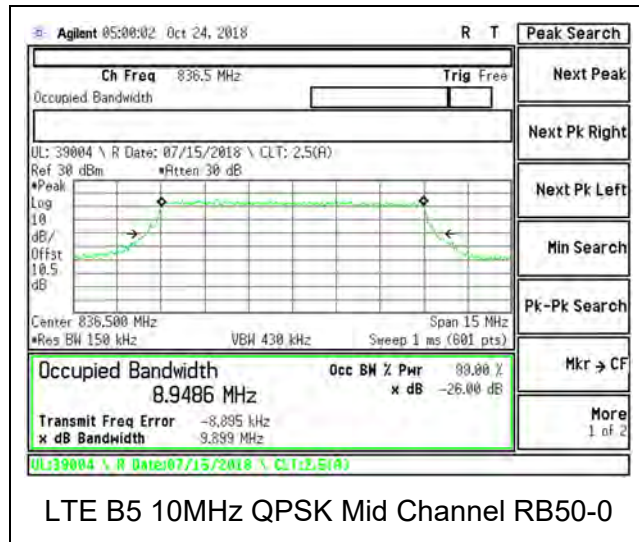 Agilent 05:00:02 Oct 24, 2018 R T
Peak Search
Ch Freq 836.5 MHz Trig Free
Occupied Bandwidth
Next Peak
Next Pk Right
UL: 39004 \ R Date: 07/15/2018 \ CLT: 2.5(A)
Ref 30 dBm #Atten 30 dB
#Peak
Log
10
dB/
Offst
10.5
dB
Next Pk Left
Min Search
Pk-Pk Search
Center 836.500 MHz Span 15 MHz
#Res BW 150 kHz VBW 430 kHz Sweep 1 ms (601 pts)
Occupied Bandwidth
8.9486 MHz
Occ BW % Pwr 99.00 %
x dB -26.00 dB
Transmit Freq Error -8.895 kHz
x dB Bandwidth 9.899 MHz
Mkr → CF
More
1 of 2
UL:39004 \ R Date:07/15/2018 \ CLT:2.5(A)
LTE B5 10MHz QPSK Mid Channel RB50-0